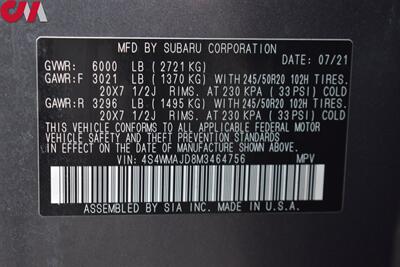 MFD BY SUBARU CORPORATION
GVWR: 6000 LB (2721 KG) DATE: 07/21
GAWR:F 3021 LB (1370 KG) WITH 245/50R20 102H TIRES.
20X7 1/2J RIMS. AT 230 KPA ( 33 PSI) COLD
GAWR:R 3296 LB (1495 KG) WITH 245/50R20 102H TIRES.
20X7 1/2J RIMS. AT 230 KPA ( 33 PSI) COLD
THIS VEHICLE CONFORMS TO ALL APPLICABLE FEDERAL
MOTOR VEHICLE SAFETY AND THEFT PREVENTION STANDARDS
IN EFFECT ON THE DATE OF MANUFACTURE SHOWN ABOVE.
VIN: 4S4WMAJD8M3464756 MPV
ASSEMBLED BY SIA INC. IN U.S.A.